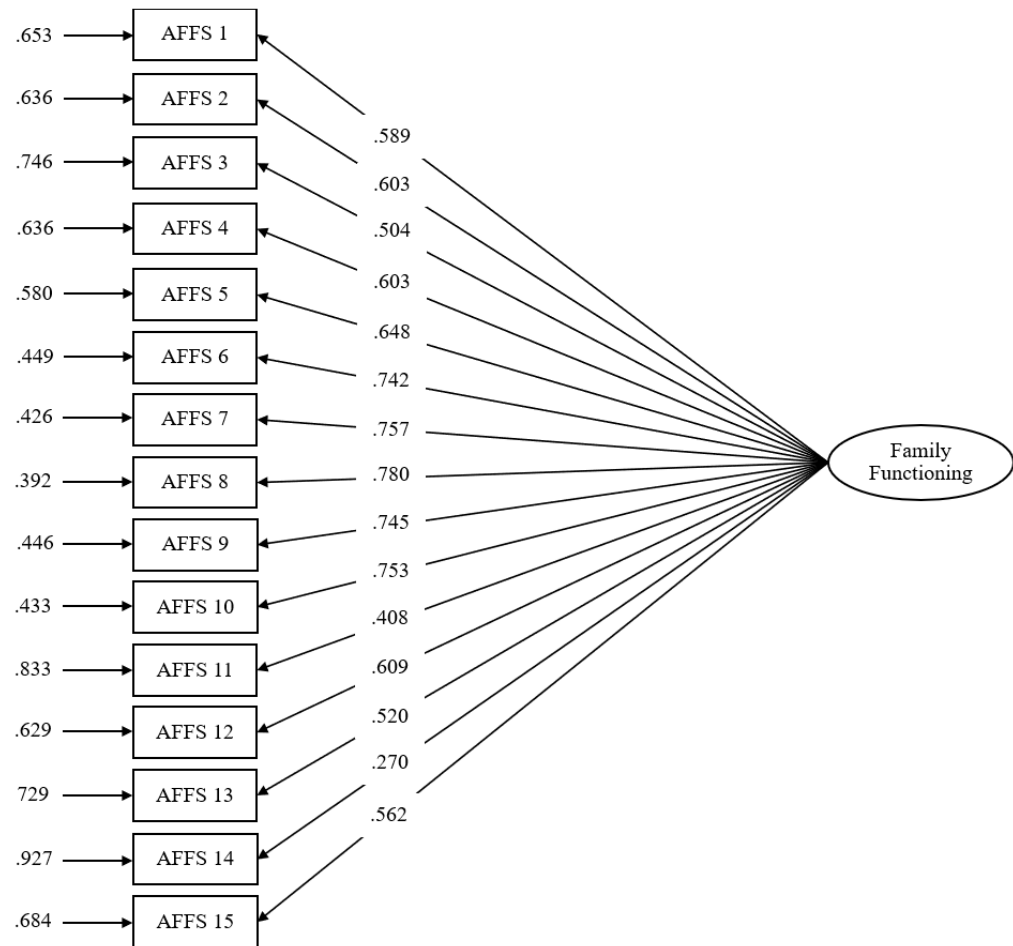 .653
AFFS 1
.636
AFFS 2
.589
.746
AFFS 3
.603
.636
AFFS 4
.504
.603
.580
AFFS 5
.648
.449
AFFS 6
.742
.426
AFFS 7
.757
Family
Functioning
.392
AFFS 8
.780
.446
AFFS 9
.745
.753
.433
AFFS 10
.408
.833
AFFS 11
.609
.629
AFFS 12
.520
.270
729
AFFS 13
.562
.927
AFFS 14
.684
AFFS 15